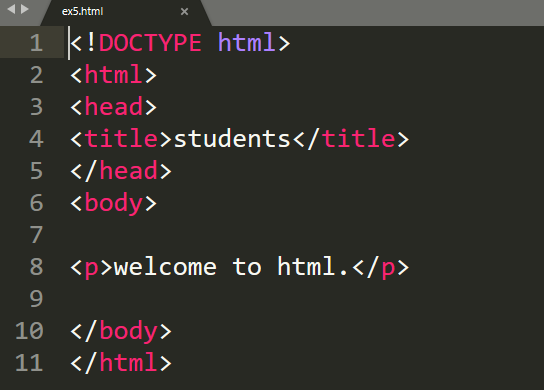 ex5.html ×
1 <!DOCTYPE html>
2 <html>
3 <head>
4 <title>students</title>
5 </head>
6 <body>
7
8 <p>welcome to html.</p>
9
10 </body>
11 </html>